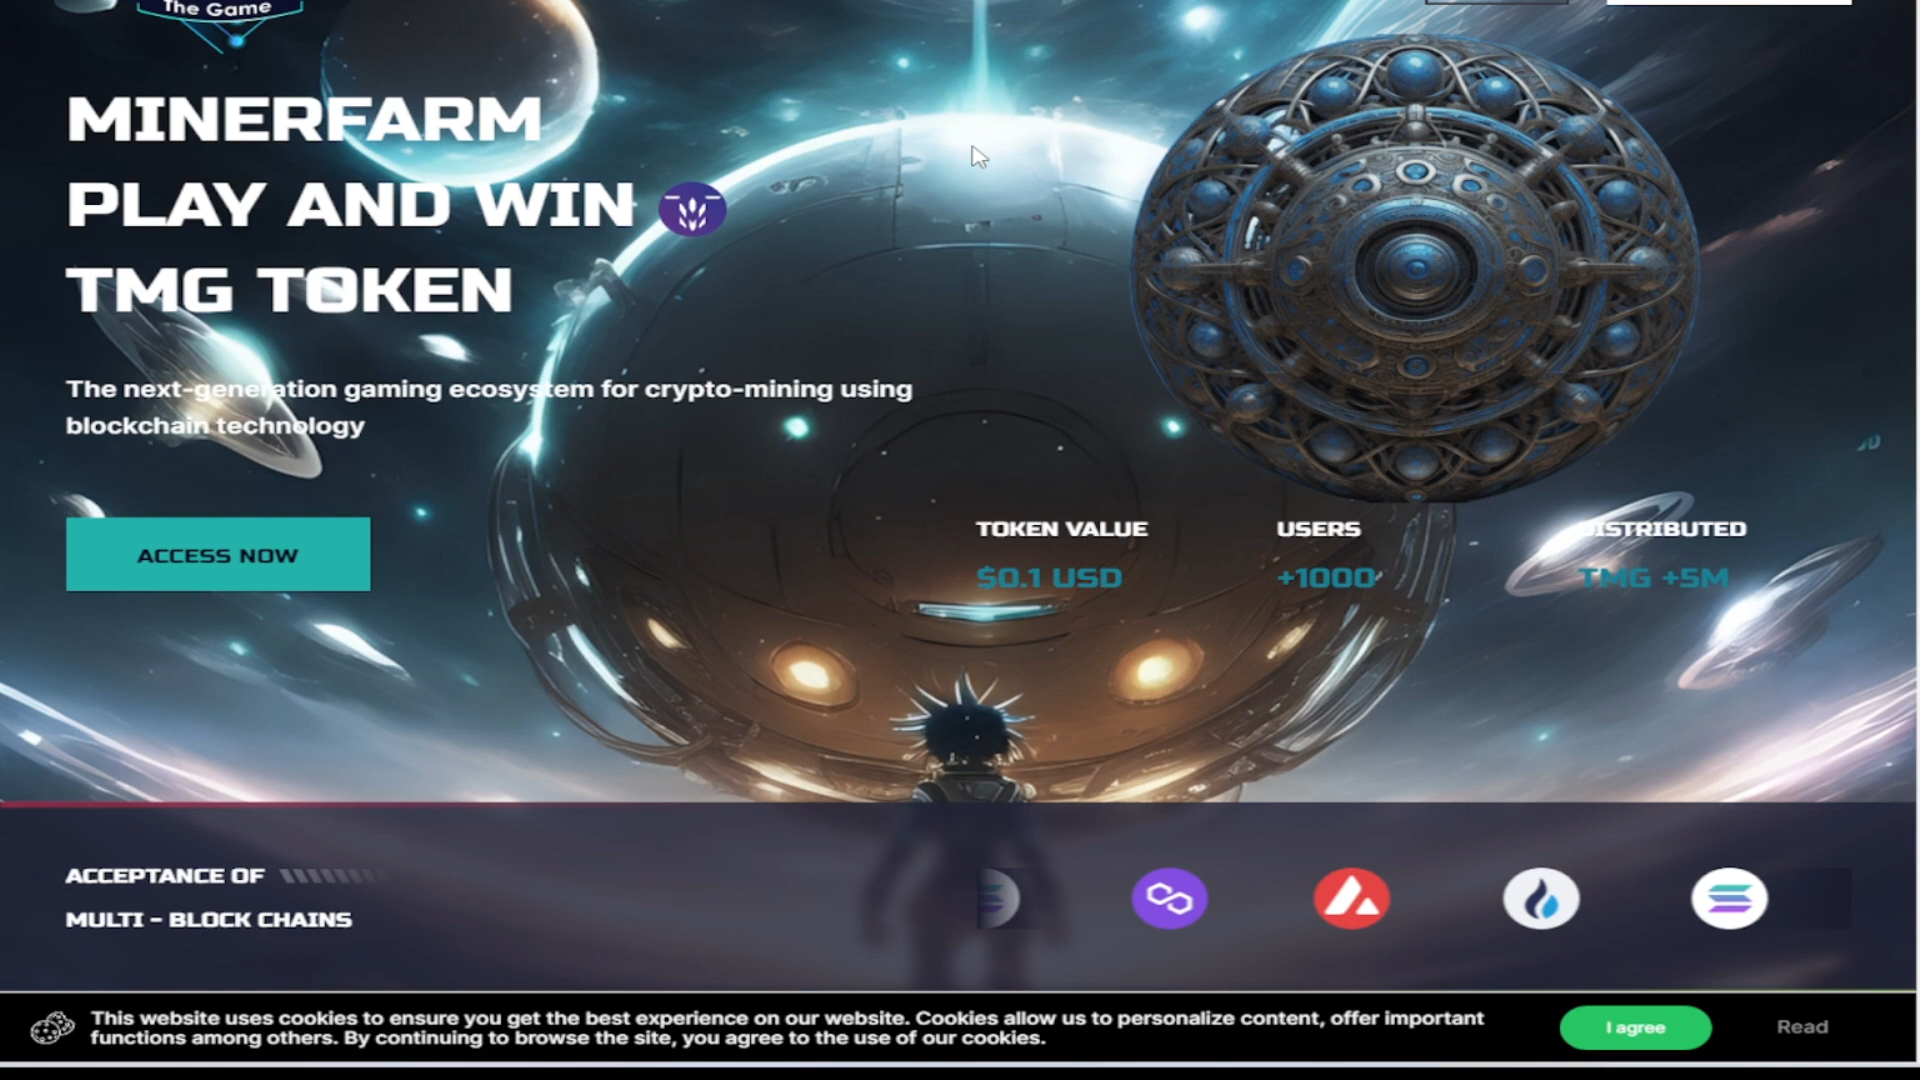 The Game
MINERFARM
PLAY AND WIN
TMG TOKEN
The next-generation gaming ecosystem for crypto-mining using
blockchain technology
ACCESS NOW
TOKEN VALUE
$0.1 USD
USERS
+1000
DISTRIBUTED
TMG +5M
ACCEPTANCE OF
MULTI - BLOCK CHAINS
This website uses cookies to ensure you get the best experience on our website. Cookies allow us to personalize content, offer important
functions among others. By continuing to browse the site, you agree to the use of our cookies.
I agree
Read